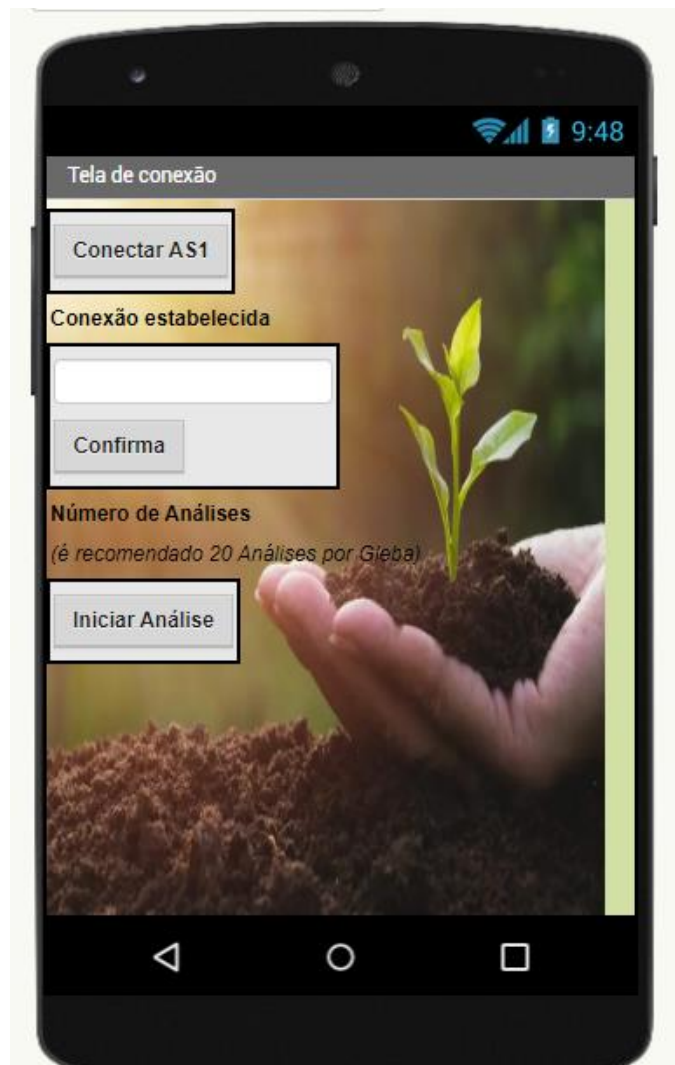 9:48
Tela de conexão
Conectar AS1
Conexão estabelecida
Confirma
Número de Análises
(é recomendado 20 Análises por Gleba)
Iniciar Análise